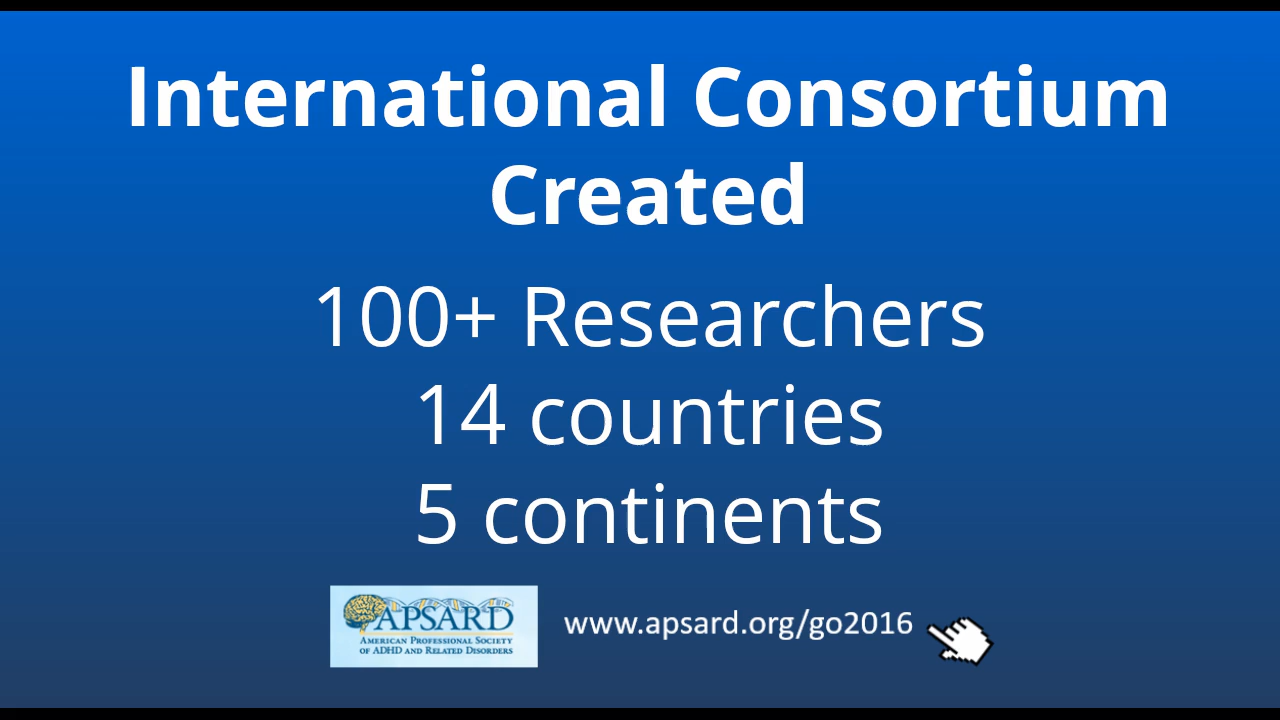 International Consortium
Created
100+ Researchers
14 countries
5 continents
APSARD
AMERICAN PROFESSIONAL SOCIETY
OF ADHD AND RELATED DISORDERS
www.apsard.org/go2016